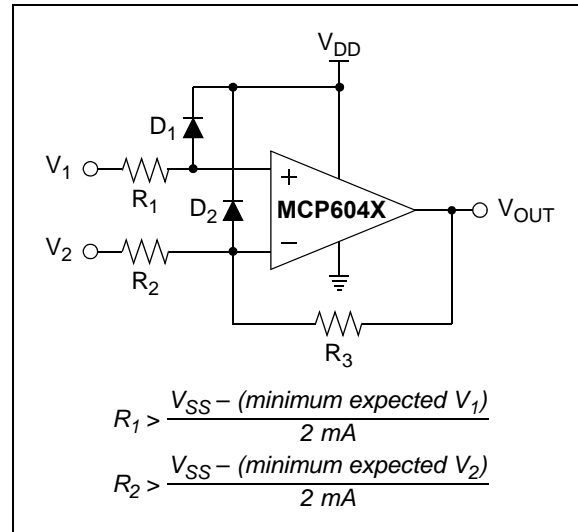 V_DD
D_1
V_1
R_1
+
MCP604X
V_OUT
D_2
V_2
R_2
–
R_3
R_1 > V_SS – (minimum expected V_1) / 2 mA
R_2 > V_SS – (minimum expected V_2) / 2 mA